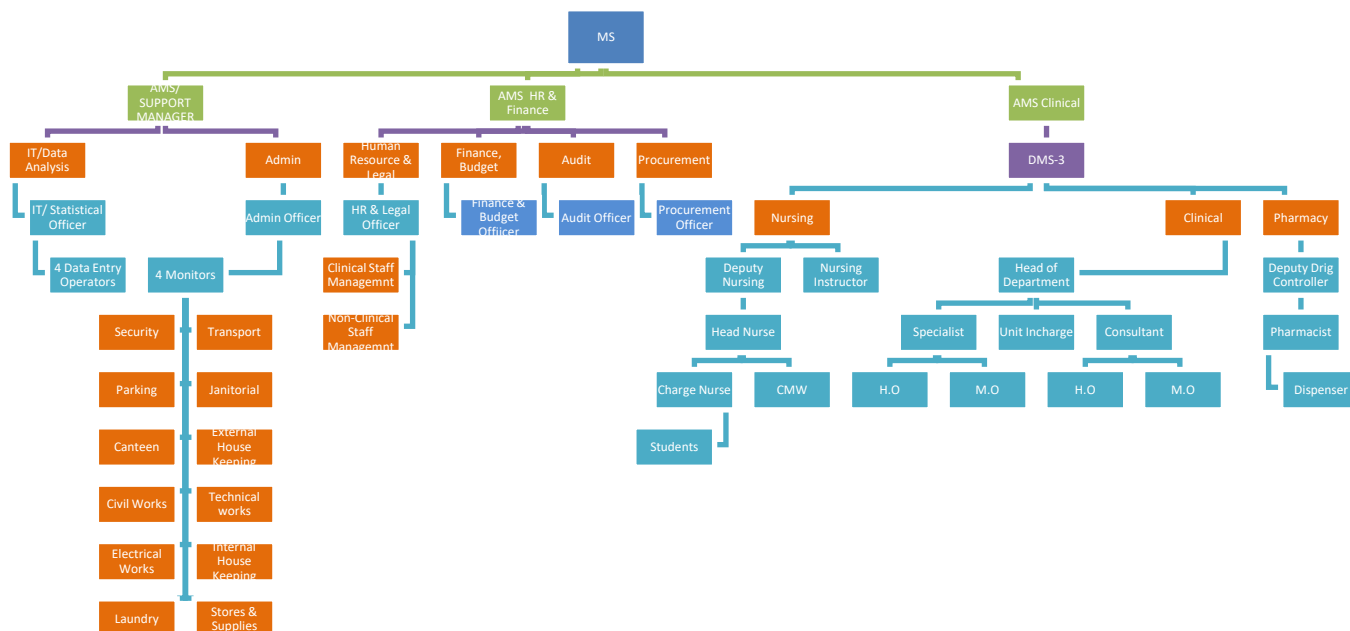 MS
AMS/
SUPPORT
MANAGER
AMS HR &
Finance
AMS Clinical
IT/Data
Analysis
Admin
Human
Resource &
Legal
Finance,
Budget
Audit
Procurement
DMS-3
IT/ Statistical
Officer
Admin Officer
HR & Legal
Officer
Finance &
Budget
Offiicer
Audit Officer
Procurement
Officer
Nursing
Clinical
Pharmacy
4 Data Entry
Operators
4 Monitors
Clinical Staff
Managemnt
Deputy
Nursing
Nursing
Instructor
Head of
Department
Deputy Drig
Controller
Security
Transport
Non-Clinical
Staff
Managemnt
Head Nurse
Specialist
Unit Incharge
Consultant
Pharmacist
Parking
Janitorial
Charge Nurse
CMW
H.O
M.O
H.O
M.O
Dispenser
Canteen
External
House
Keeping
Students
Civil Works
Technical
works
Electrical
Works
Internal
House
Keeping
Laundry
Stores &
Supplies